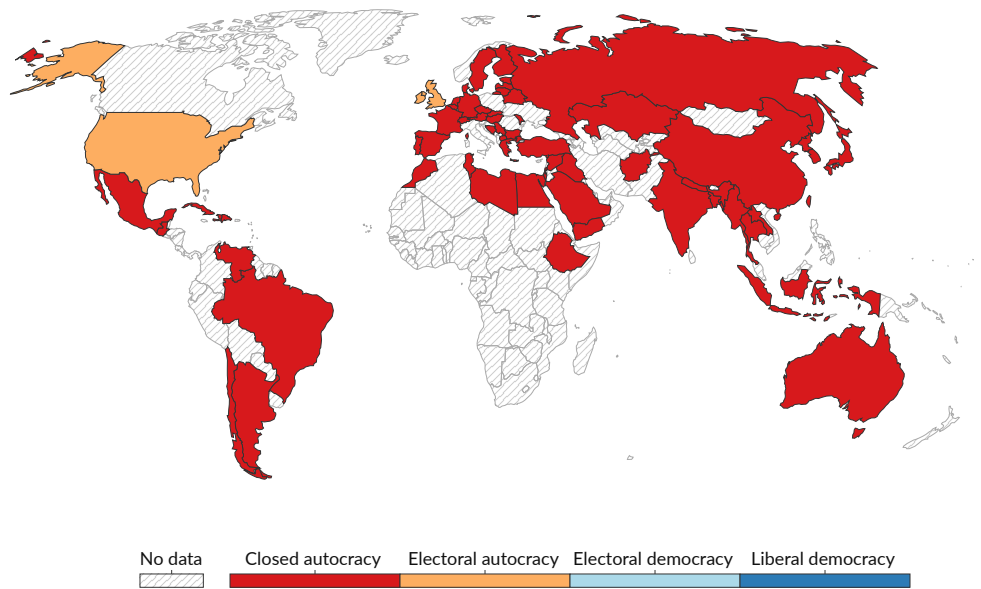 No data
Closed autocracy
Electoral autocracy
Electoral democracy
Liberal democracy